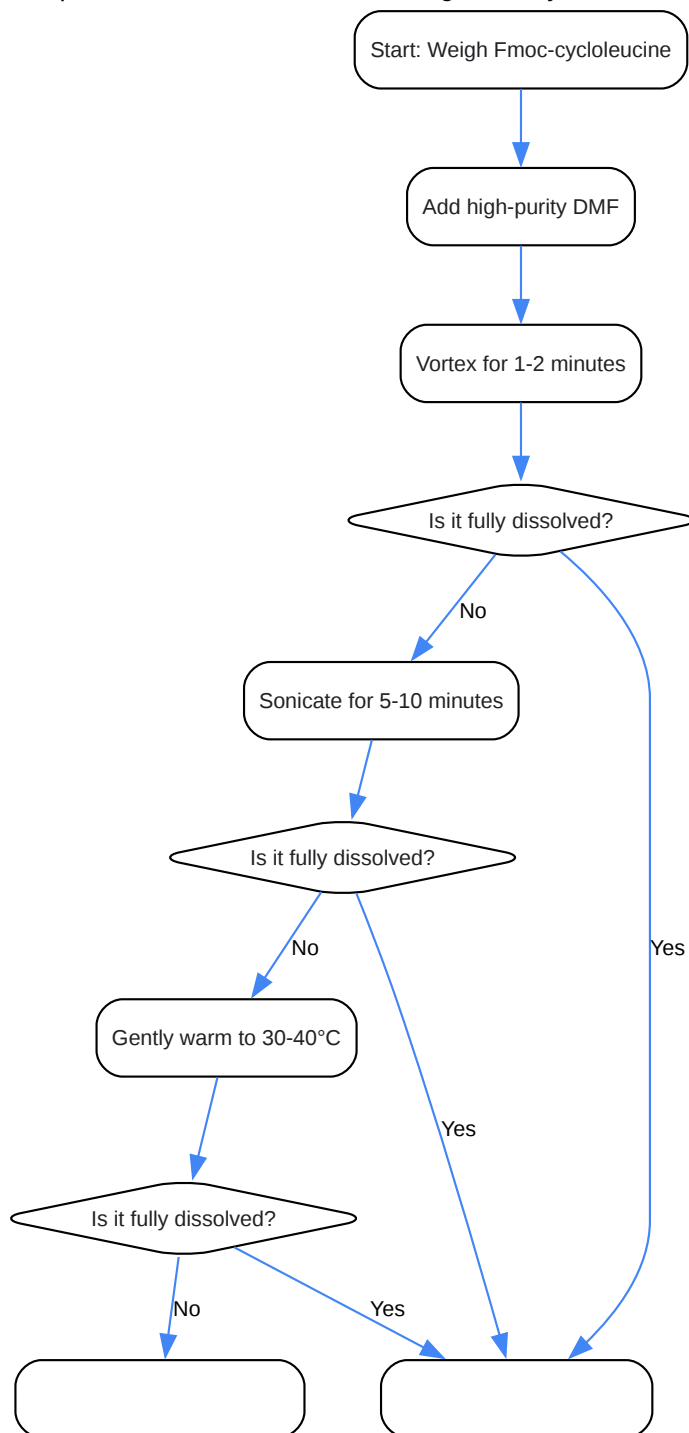 Start: Weigh Fmoc-cycloleucine
Add high-purity DMF
Vortex for 1-2 minutes
Is it fully dissolved?
No
Sonicate for 5-10 minutes
Is it fully dissolved?
No
Yes
Gently warm to 30-40°C
Yes
Is it fully dissolved?
No
Yes